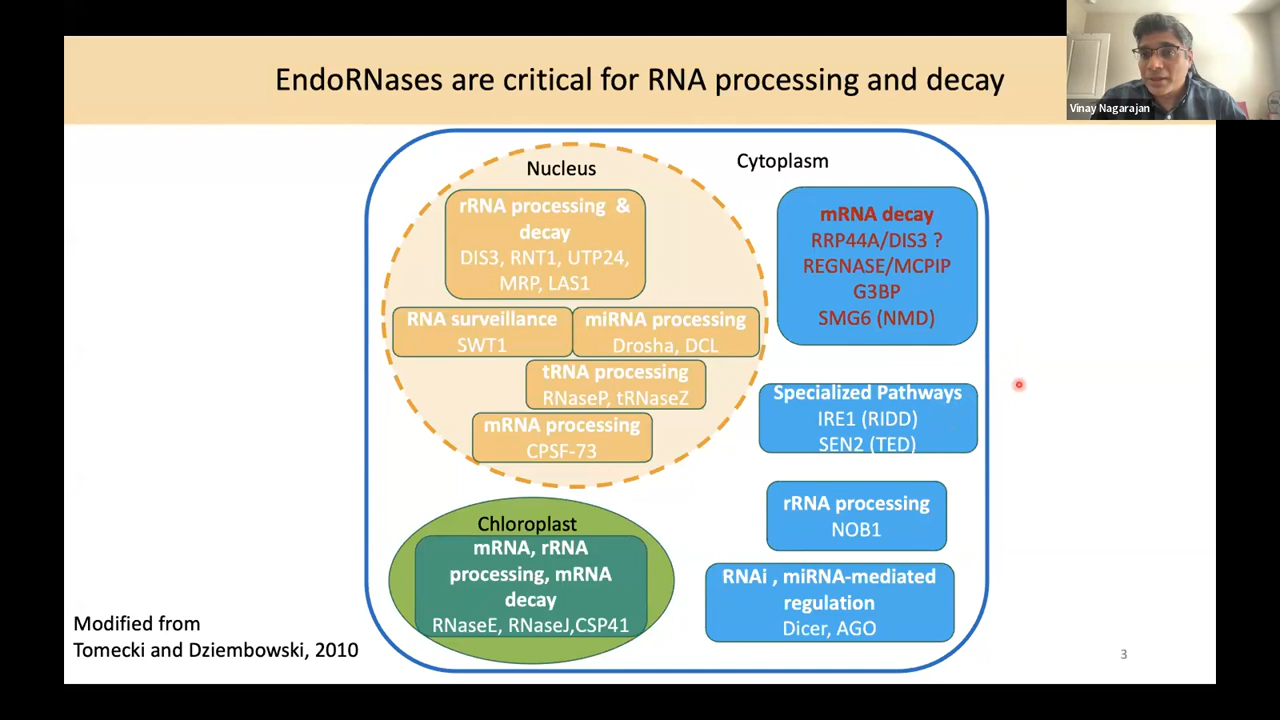 EndoRNases are critical for RNA processing and decay
Vinay Nagarajan
Nucleus
Cytoplasm
rRNA processing &
decay
DIS3, RNT1, UTP24,
MRP, LAS1
RNA surveillance
SWT1
miRNA processing
Drosha, DCL
tRNA processing
RNaseP, tRNaseZ
mRNA processing
CPSF-73
mRNA decay
RRP44A/DIS3 ?
REGNASE/MCPIP
G3BP
SMG6 (NMD)
Specialized Pathways
IRE1 (RIDD)
SEN2 (TED)
rRNA processing
NOB1
RNAi , miRNA-mediated
regulation
Dicer, AGO
Chloroplast
mRNA, rRNA
processing, mRNA
decay
RNaseE, RNaseJ,CSP41
Modified from
Tomecki and Dziembowski, 2010
3